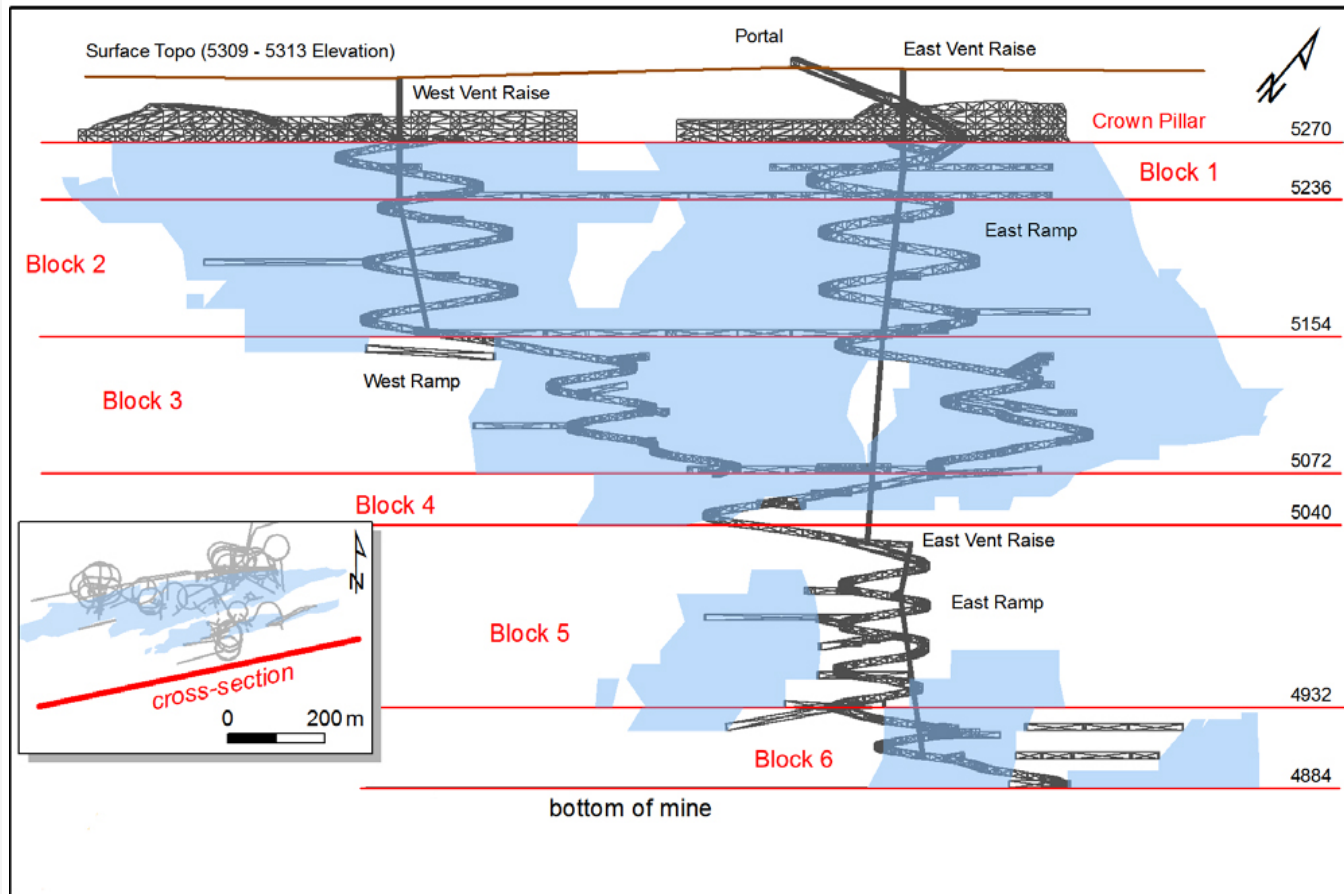 Portal
East Vent Raise
Surface Topo (5309 - 5313 Elevation)
N
West Vent Raise
Crown Pillar
5270
Block 1
5236
East Ramp
Block 2
5154
West Ramp
Block 3
5072
Block 4
5040
East Vent Raise
East Ramp
Block 5
N
cross-section
0 200 m
4932
Block 6
4884
bottom of mine